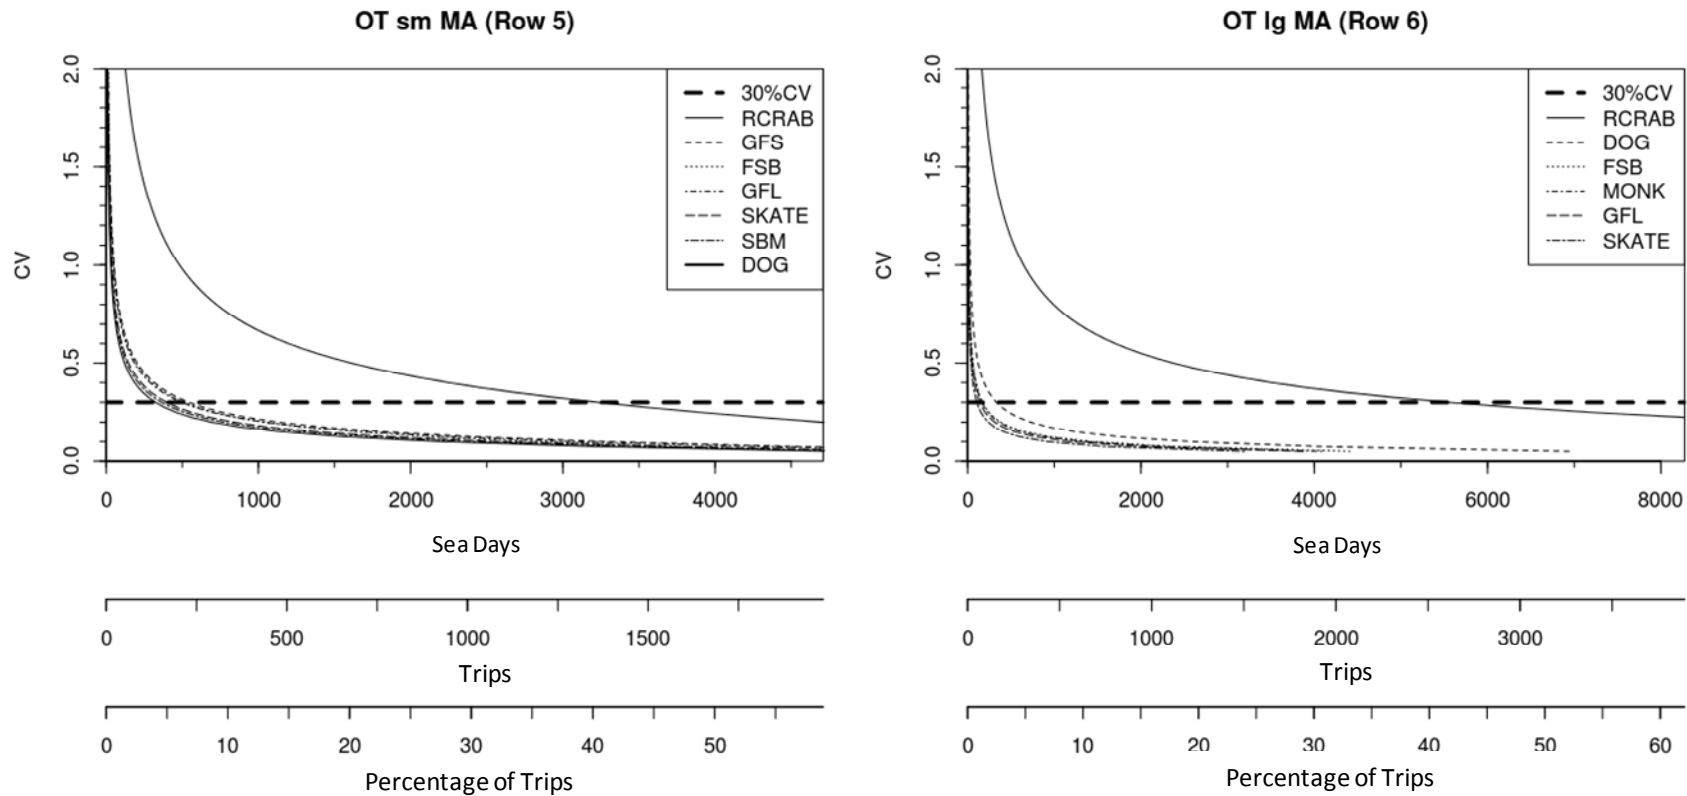 OT sm MA (Row 5)
2.0
1.5
1.0
0.5
0.0
CV
30%CV
RCRAB
GFS
FSB
GFL
SKATE
SBM
DOG
0 1000 2000 3000 4000
Sea Days
0 500 1000 1500
Trips
0 10 20 30 40 50
Percentage of Trips
OT lg MA (Row 6)
2.0
1.5
1.0
0.5
0.0
CV
30%CV
RCRAB
DOG
FSB
MONK
GFL
SKATE
0 2000 4000 6000 8000
Sea Days
0 1000 2000 3000
Trips
0 10 20 30 40 50 60
Percentage of Trips